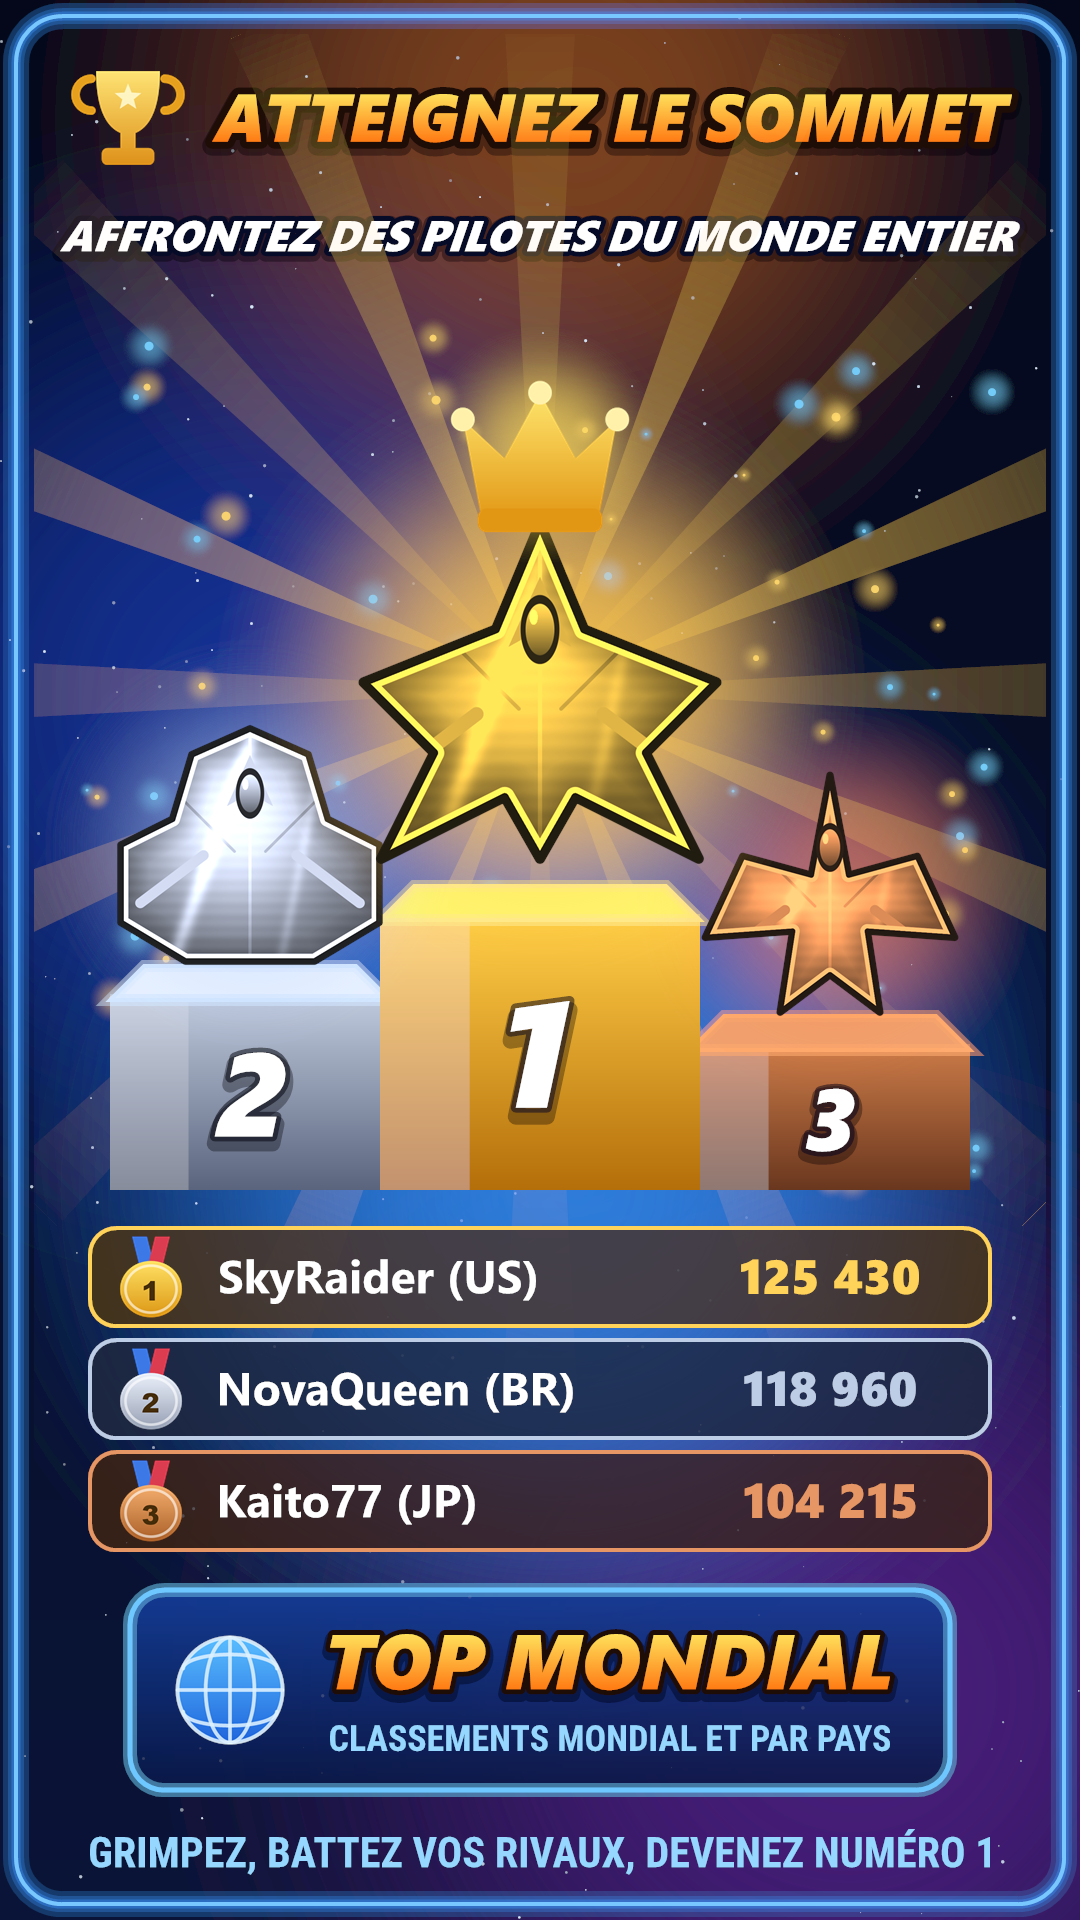 ATTEIGNEZ LE SOMMET
AFFRONTEZ DES PILOTES DU MONDE ENTIER
1
2
3
1 SkyRaider (US) 125 430
2 NovaQueen (BR) 118 960
3 Kaito77 (JP) 104 215
TOP MONDIAL
CLASSEMENTS MONDIAL ET PAR PAYS
GRIMPEZ, BATTEZ VOS RIVAUX, DEVENEZ NUMÉRO 1